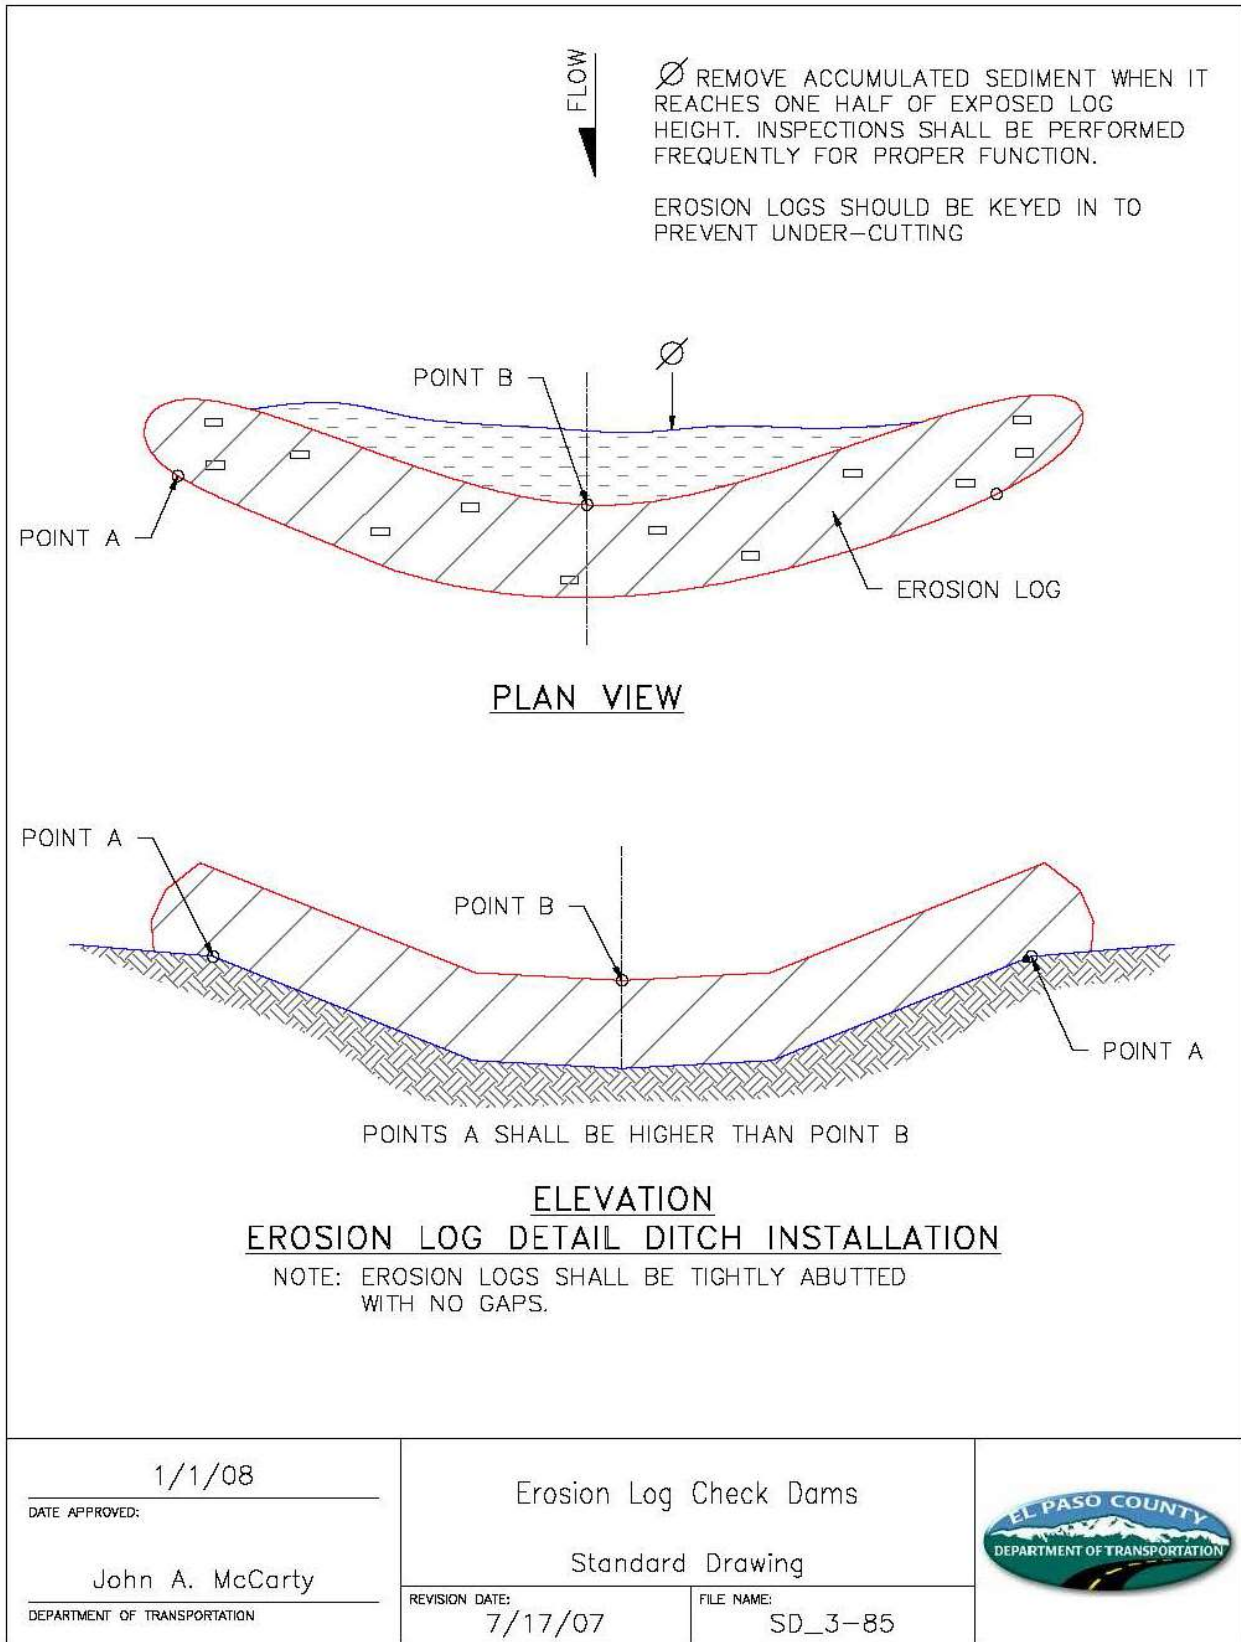 FLOW
Ø REMOVE ACCUMULATED SEDIMENT WHEN IT
REACHES ONE HALF OF EXPOSED LOG
HEIGHT. INSPECTIONS SHALL BE PERFORMED
FREQUENTLY FOR PROPER FUNCTION.
EROSION LOGS SHOULD BE KEYED IN TO
PREVENT UNDER-CUTTING
Ø
POINT B
POINT A
EROSION LOG
PLAN VIEW
POINT A
POINT B
POINT A
POINTS A SHALL BE HIGHER THAN POINT B
ELEVATION
EROSION LOG DETAIL DITCH INSTALLATION
NOTE: EROSION LOGS SHALL BE TIGHTLY ABUTTED
WITH NO GAPS.
1/1/08
DATE APPROVED:
John A. McCarty
DEPARTMENT OF TRANSPORTATION
Erosion Log Check Dams
Standard Drawing
REVISION DATE:
7/17/07
FILE NAME:
SD_3-85
EL PASO COUNTY
DEPARTMENT OF TRANSPORTATION